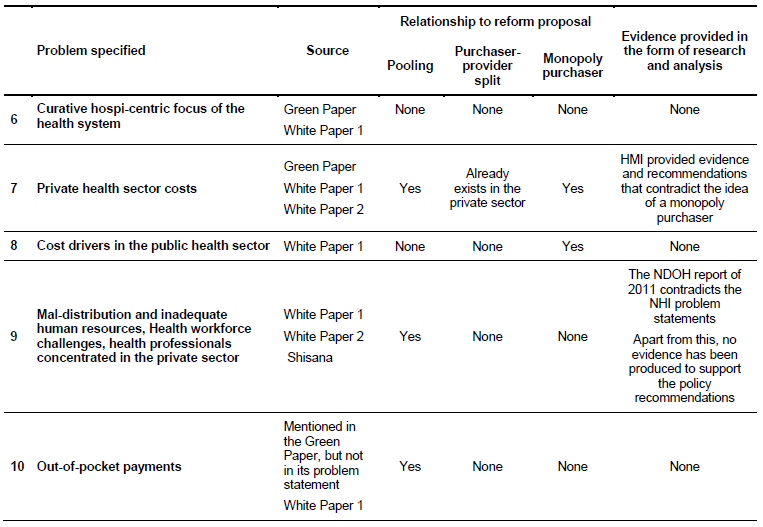 Relationship to reform proposal
Problem specified
Source
Pooling
Purchaser-
provider
split
Monopoly
purchaser
Evidence provided in
the form of research
and analysis
6
Curative hospi-centric focus of the
health system
Green Paper
White Paper 1
None
None
None
None
7
Private health sector costs
Green Paper
White Paper 1
White Paper 2
Yes
Already
exists in the
private sector
Yes
HMI provided evidence
and recommendations
that contradict the idea
of a monopoly
purchaser
8
Cost drivers in the public health sector
White Paper 1
None
None
Yes
None
9
Mal-distribution and inadequate
human resources, Health workforce
challenges, health professionals
concentrated in the private sector
White Paper 1
White Paper 2
Shisana
Yes
None
None
The NDOH report of
2011 contradicts the
NHI problem
statements
Apart from this, no
evidence has been
produced to support
the policy
recommendations
10
Out-of-pocket payments
Mentioned in
the Green
Paper, but not
in its problem
statement
White Paper 1
Yes
None
None
None